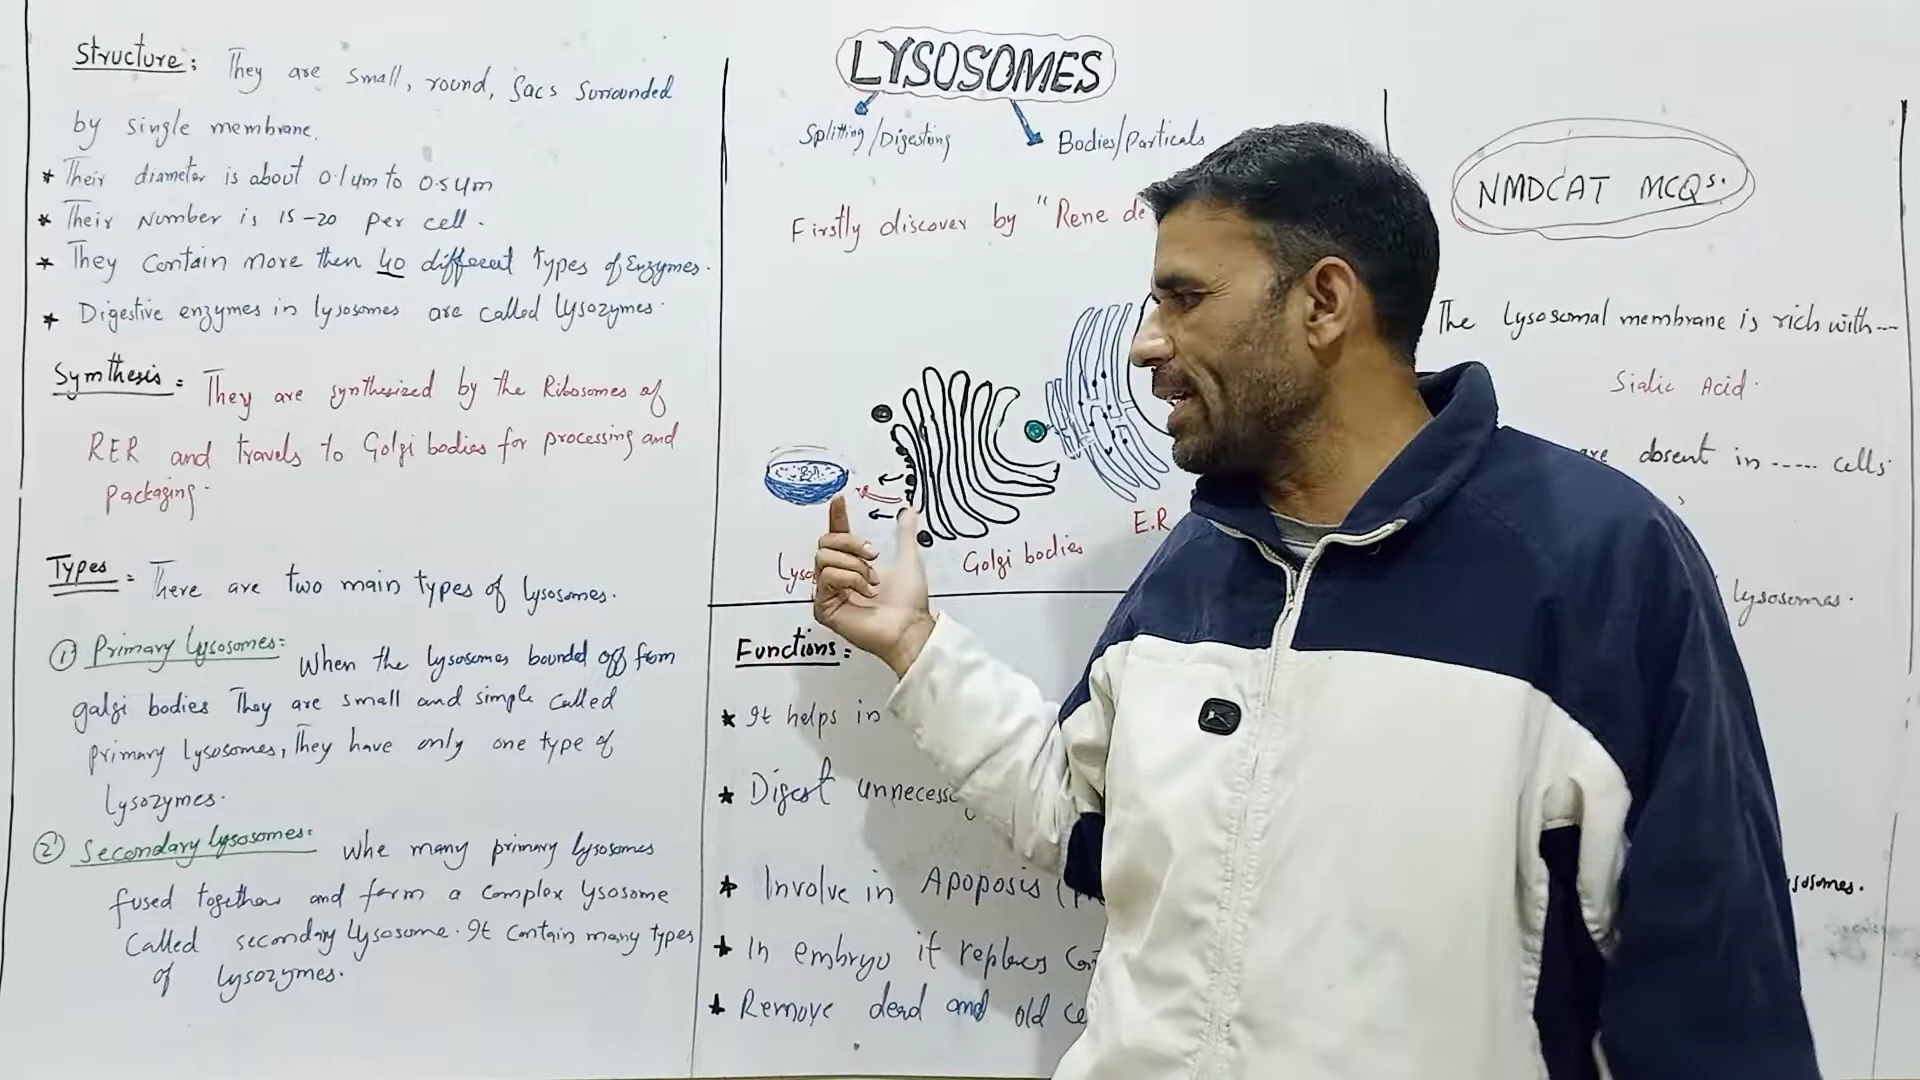 Structure: They are small, round, Sacs Surrounded
by single membrane.
* Their diameter is about 0.1 um to 0.5 um
* Their Number is 15-20 Per cell.
* They Contain more then 40 different types of Enzymes.
* Digestive enzymes in lysosomes are called lysozymes.
Synthesis = They are synthesized by the Ribosomes of
RER and travels to Golgi bodies for processing and
packaging.
Types = There are two main types of lysosomes.
① Primary lysosomes= When the lysosomes bounded off from
galgi bodies They are small and simple Called
primary lysosomes, They have only one type of
lysozymes.
② Secondary lysosomes: Whe many primary lysosomes
fused together and form a complex lysosome
Called secondary lysosome. It Contain many types
of lysozymes.
LYSOSOMES
Splitting/Digesting
Bodies/Particals
Firstly discover by "Rene de
E.R
Golgi bodies
Functions =
* It helps in
* Digest
* Involve in Apoposis
* In embryo it replaces
* Remove dead and old
NMDCAT MCQs.
The lysosomal membrane is rich with---
Sialic Acid.
are absent in ----- cells
lysosomes.